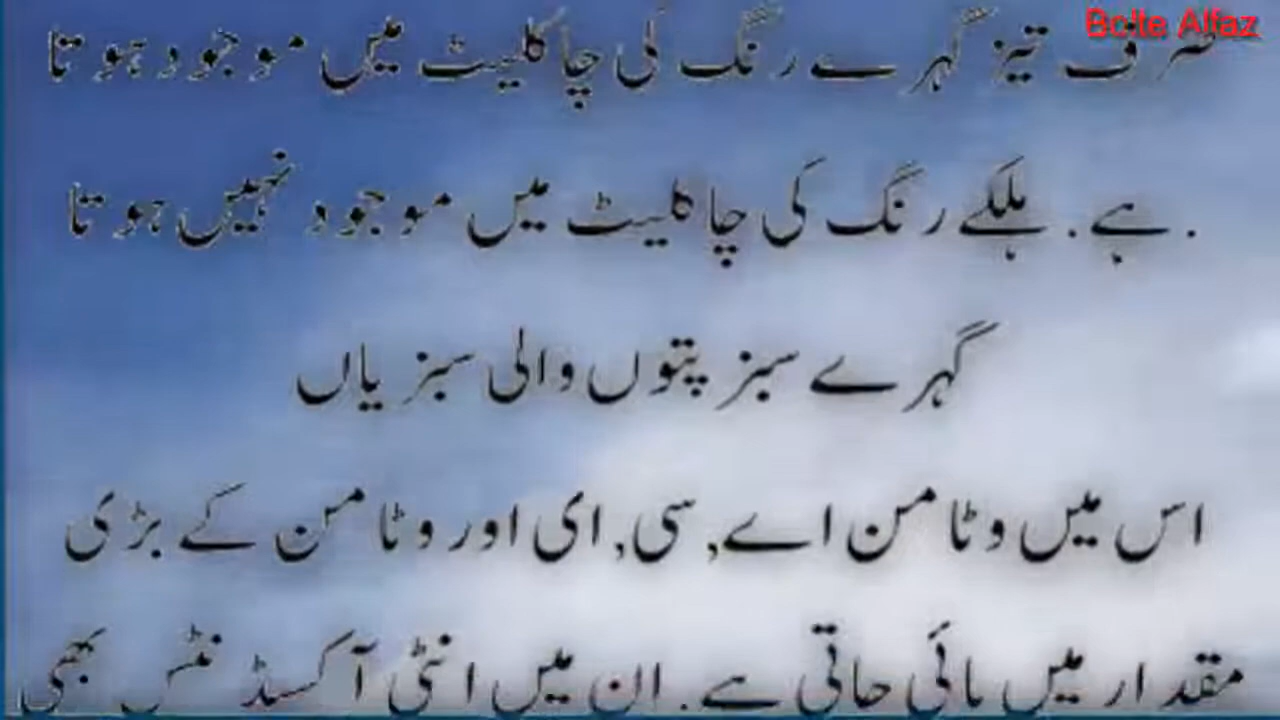 Bolte Alfaz
صرف تیز گہرے رنگ کی چاکلیٹ میں موجود ہوتا
ہے. ہلکے رنگ کی چاکلیٹ میں موجود نہیں ہوتا.
گہرے سبز پتوں والی سبزیاں
اس میں وٹامن اے, سی, ای اور وٹامن کے بڑی
مقدار میں پائی جاتی ہے. ان میں انٹی آکسڈنٹس بھی